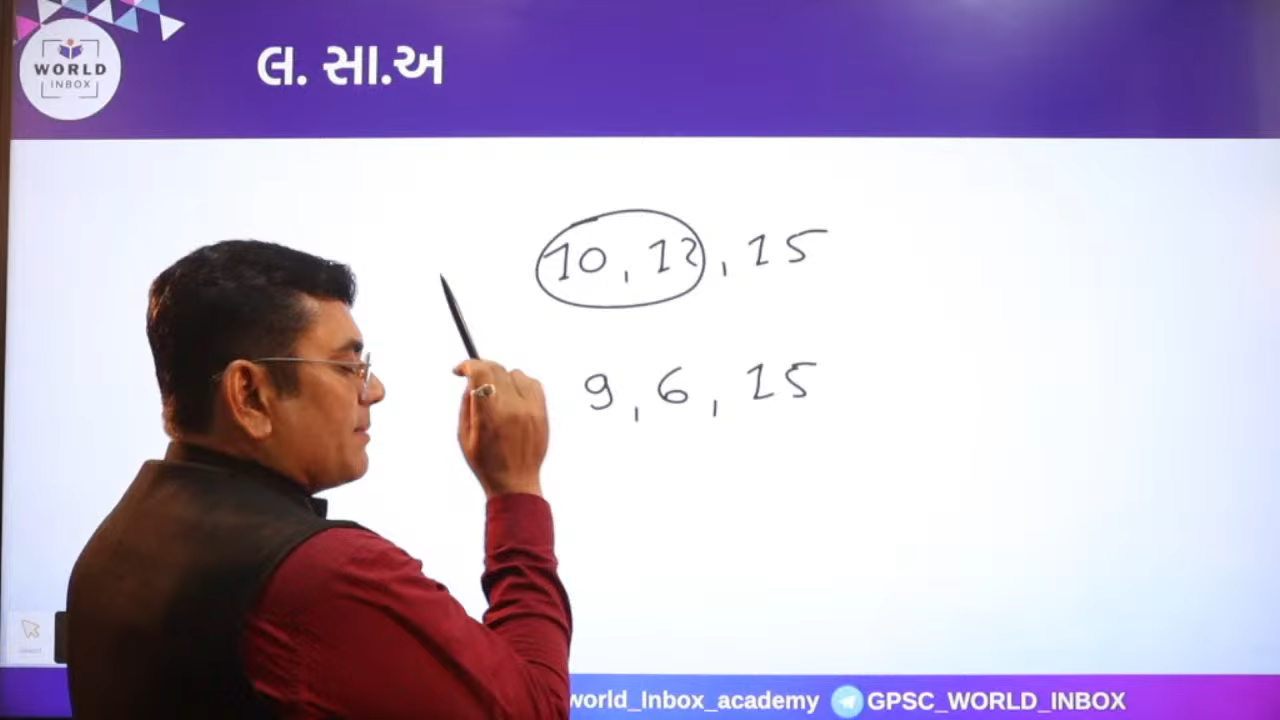 WORLD
INBOX
લ. સા.અ
10, 12, 15
9, 6, 15
world_Inbox_academy GPSC_WORLD_INBOX